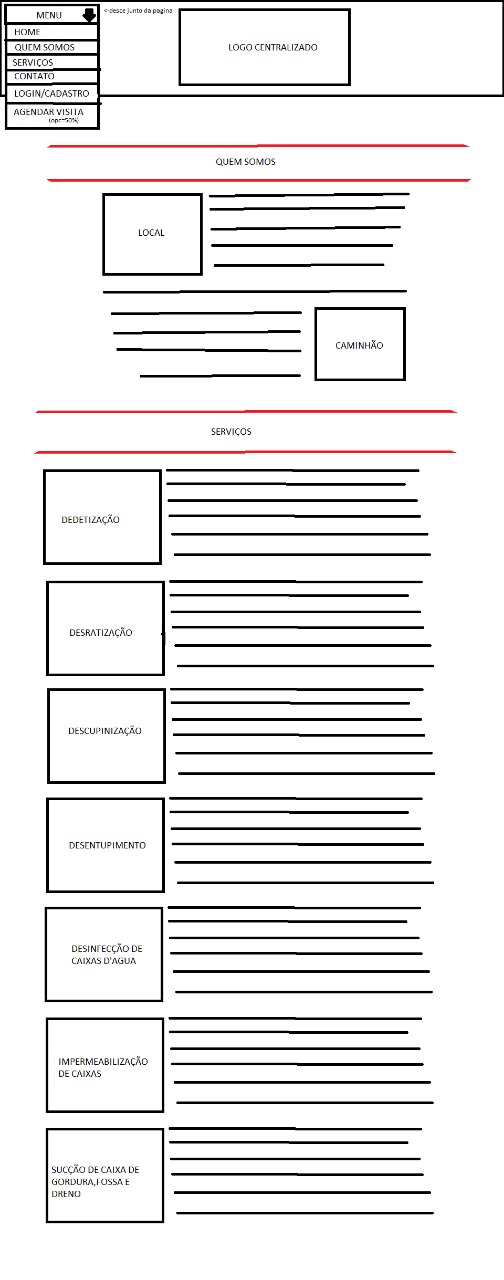 MENU
<-desce junto da pagina
HOME
QUEM SOMOS
SERVIÇOS
CONTATO
LOGIN/CADASTRO
AGENDAR VISITA
(opc=50%)
LOGO CENTRALIZADO
QUEM SOMOS
LOCAL
CAMINHÃO
SERVIÇOS
DEDETIZAÇÃO
DESRATIZAÇÃO
DESCUPINIZAÇÃO
DESENTUPIMENTO
DESINFECÇÃO DE
CAIXAS D'AGUA
IMPERMEABILIZAÇÃO
DE CAIXAS
SUCÇÃO DE CAIXA DE
GORDURA,FOSSA E
DRENO